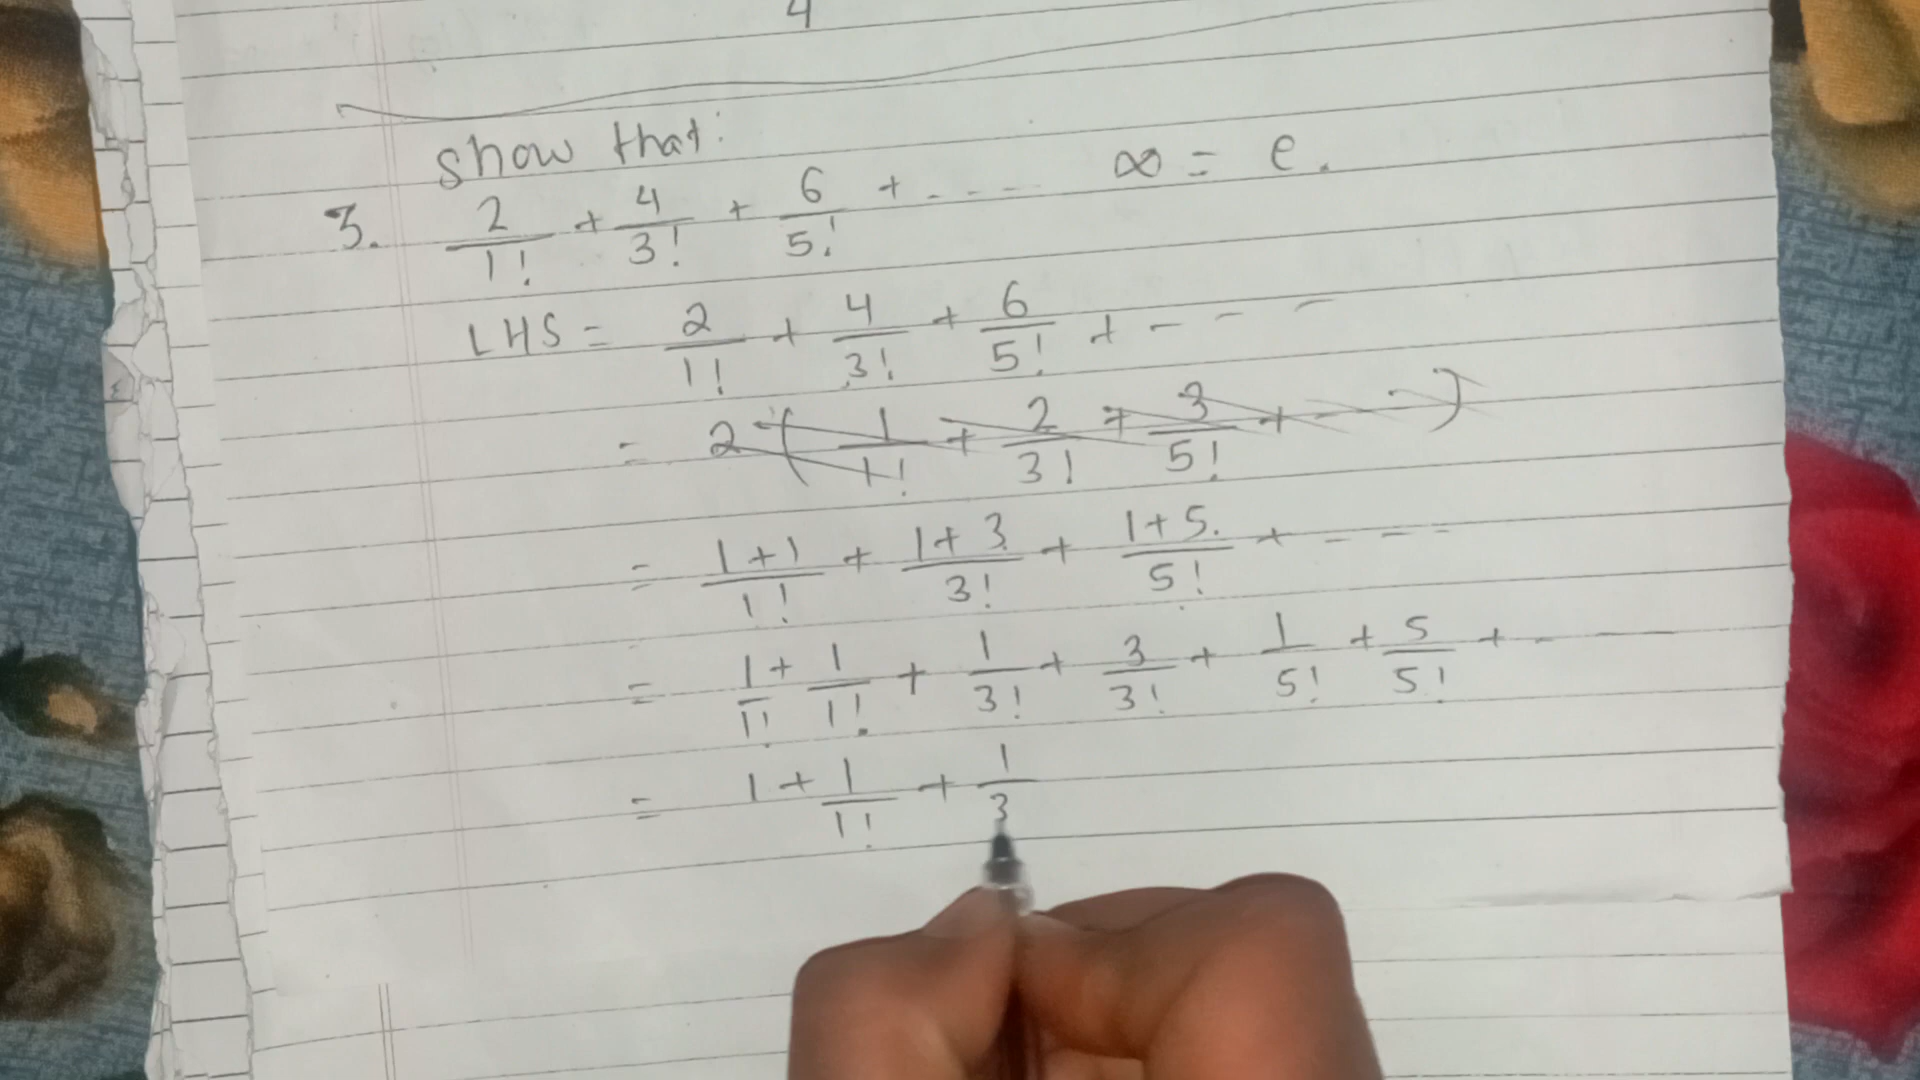 4
show that:
3. 2/1! + 4/3! + 6/5! + - - - - ∞ = e.
LHS = 2/1! + 4/3! + 6/5! + - - -
= 2 ( 1/1! + 2/3! + 3/5! + - - - )
= 1+1/1! + 1+3/3! + 1+5/5! + - - - -
= 1/1! + 1/1! + 1/3! + 3/3! + 1/5! + 5/5! + - -
= 1 + 1/1! + 1/3